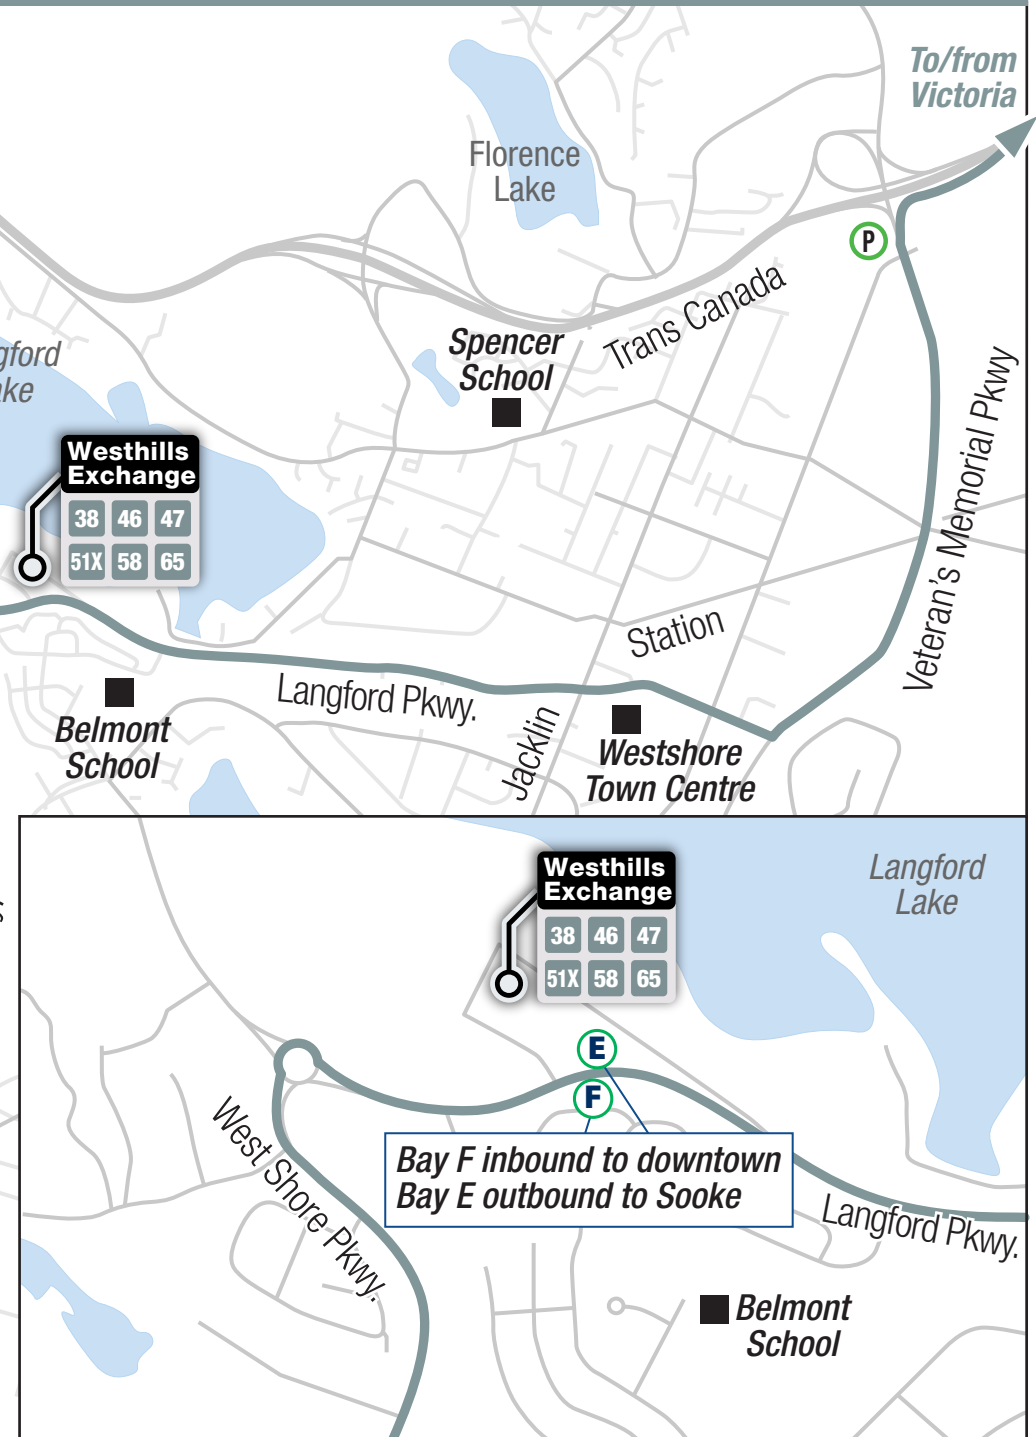 To/from
Victoria
Florence
Lake
P
Trans Canada
Spencer
School
gford
ke
Westhills
Exchange
38 46 47
51X 58 65
Veteran's Memorial Pkwy
Station
Langford Pkwy.
Jacklin
Belmont
School
Westshore
Town Centre
Westhills
Exchange
38 46 47
51X 58 65
Langford
Lake
E
F
West Shore Pkwy.
Bay F inbound to downtown
Bay E outbound to Sooke
Langford Pkwy.
Belmont
School